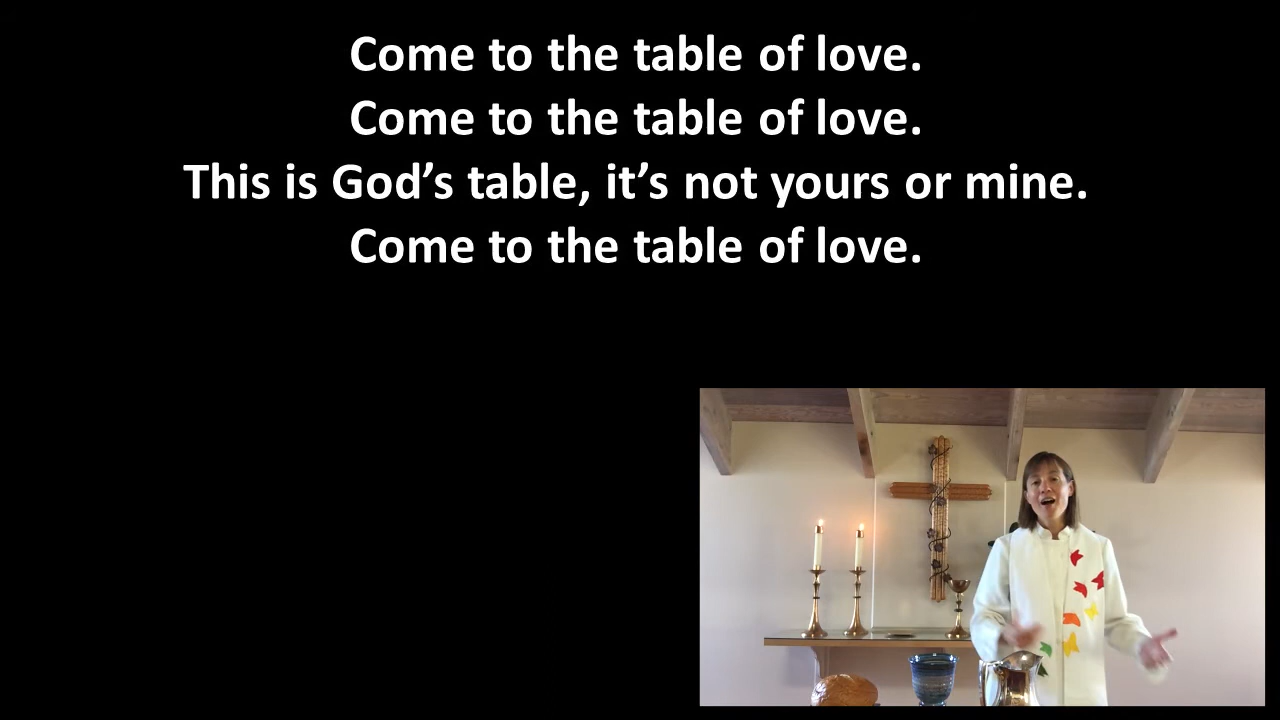 Come to the table of love.
Come to the table of love.
This is God’s table, it’s not yours or mine.
Come to the table of love.